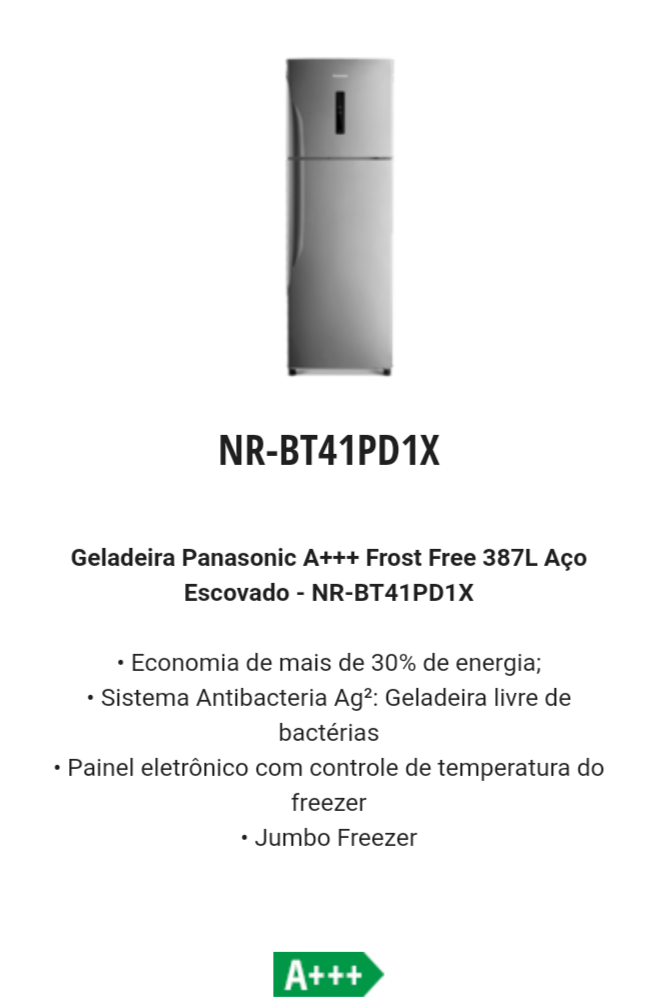 NR-BT41PD1X
Geladeira Panasonic A+++ Frost Free 387L Aço
Escovado - NR-BT41PD1X
• Economia de mais de 30% de energia;
• Sistema Antibacteria Ag²: Geladeira livre de
bactérias
• Painel eletrônico com controle de temperatura do
freezer
• Jumbo Freezer
A+++